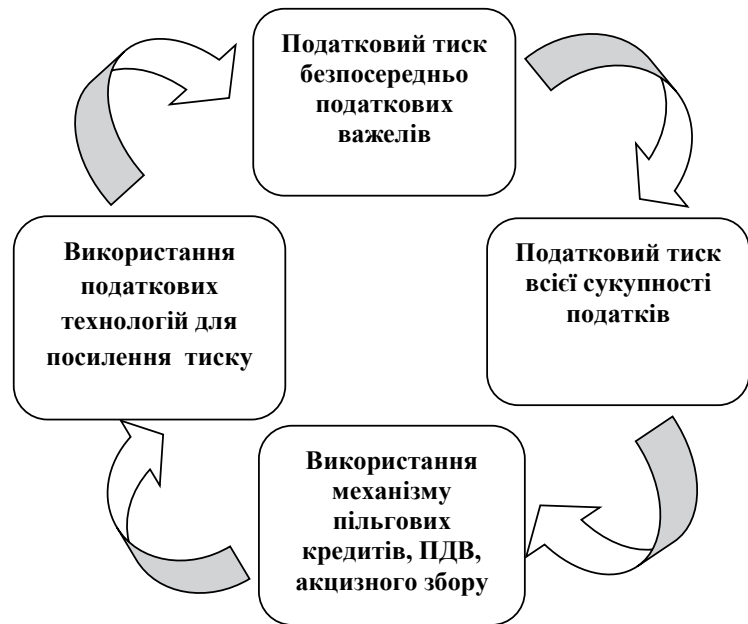 Податковий тиск
безпосередньо
податкових
важелів
Податковий тиск
всієї сукупності
податків
Використання
механізму
пільгових
кредитів, ПДВ,
акцизного збору
Використання
податкових
технологій для
посилення тиску